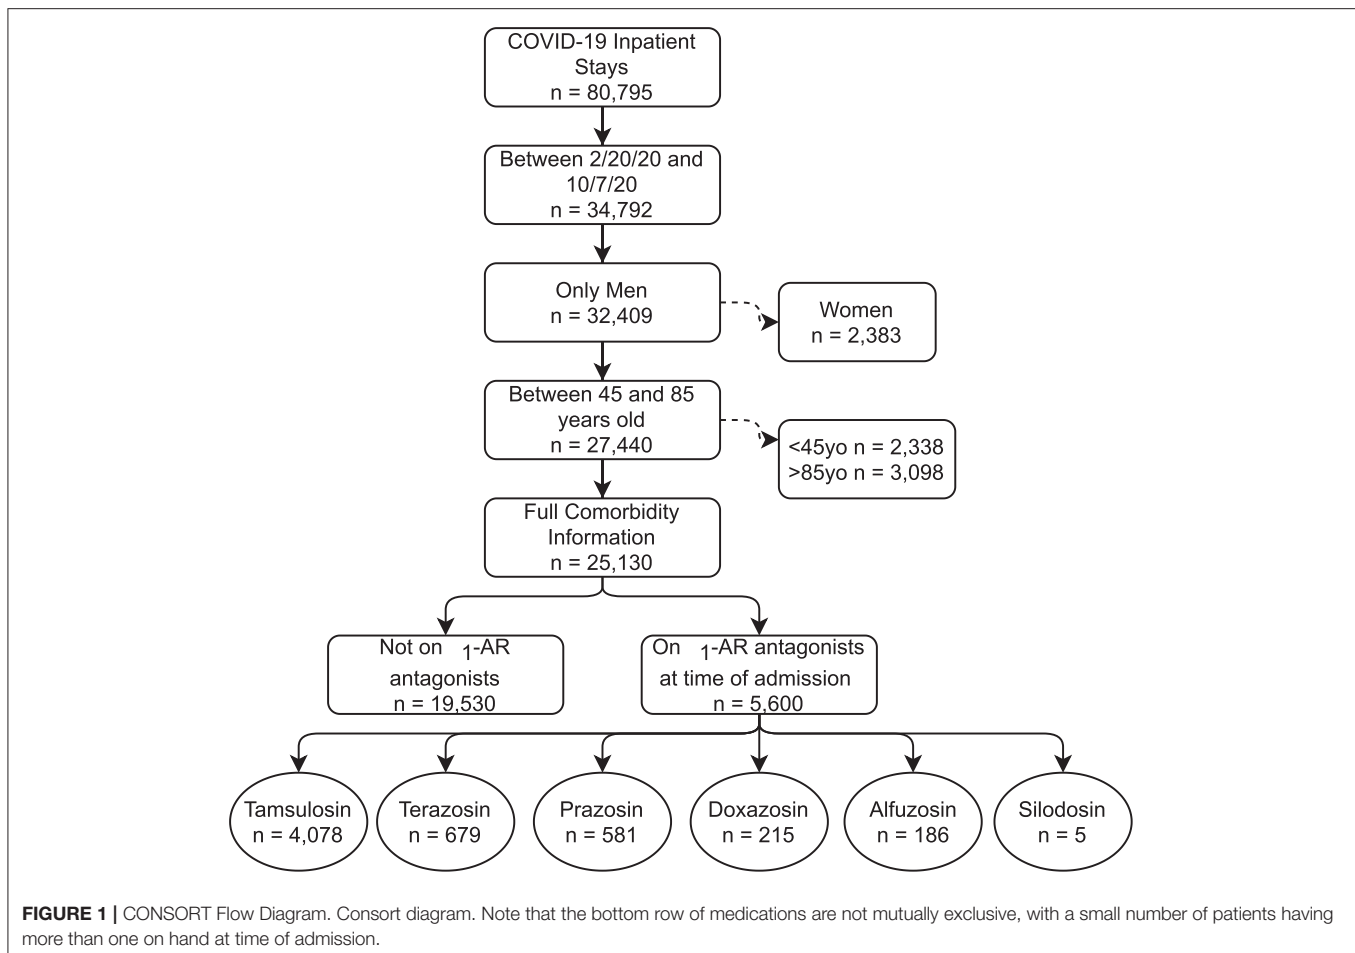 COVID-19 Inpatient
Stays
n = 80,795
Between 2/20/20 and
10/7/20
n = 34,792
Only Men
n = 32,409
Women
n = 2,383
Between 45 and 85
years old
n = 27,440
<45yo n = 2,338
>85yo n = 3,098
Full Comorbidity
Information
n = 25,130
Not on 1-AR
antagonists
n = 19,530
On 1-AR antagonists
at time of admission
n = 5,600
Tamsulosin
n = 4,078
Terazosin
n = 679
Prazosin
n = 581
Doxazosin
n = 215
Alfuzosin
n = 186
Silodosin
n = 5
FIGURE 1 | CONSORT Flow Diagram. Consort diagram. Note that the bottom row of medications are not mutually exclusive, with a small number of patients having
more than one on hand at time of admission.